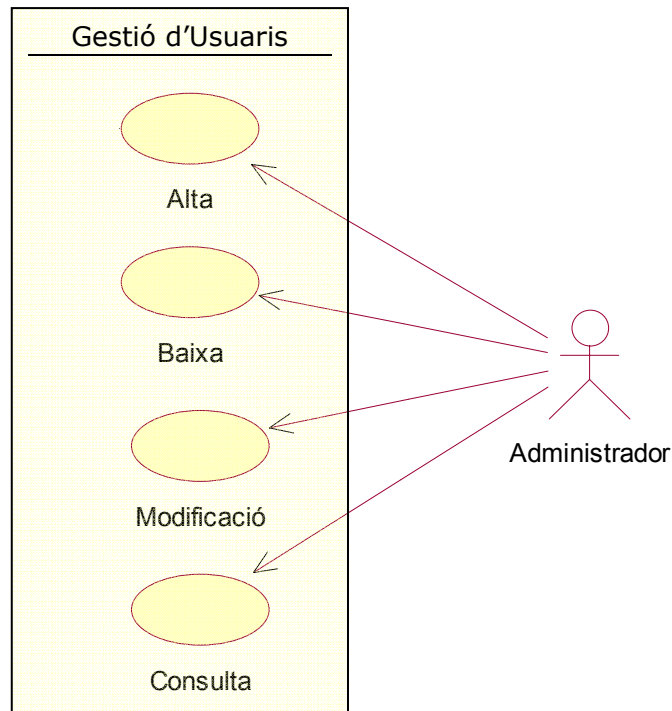 Gestió d’Usuaris
Alta
Baixa
Modificació
Consulta
Administrador